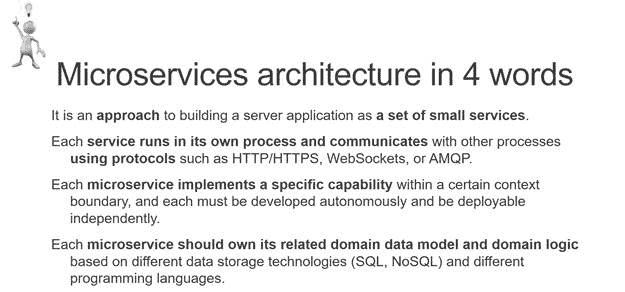 Microservices architecture in 4 words
It is an approach to building a server application as a set of small services.
Each service runs in its own process and communicates with other processes
using protocols such as HTTP/HTTPS, WebSockets, or AMQP.
Each microservice implements a specific capability within a certain context
boundary, and each must be developed autonomously and be deployable
independently.
Each microservice should own its related domain data model and domain logic
based on different data storage technologies (SQL, NoSQL) and different
programming languages.